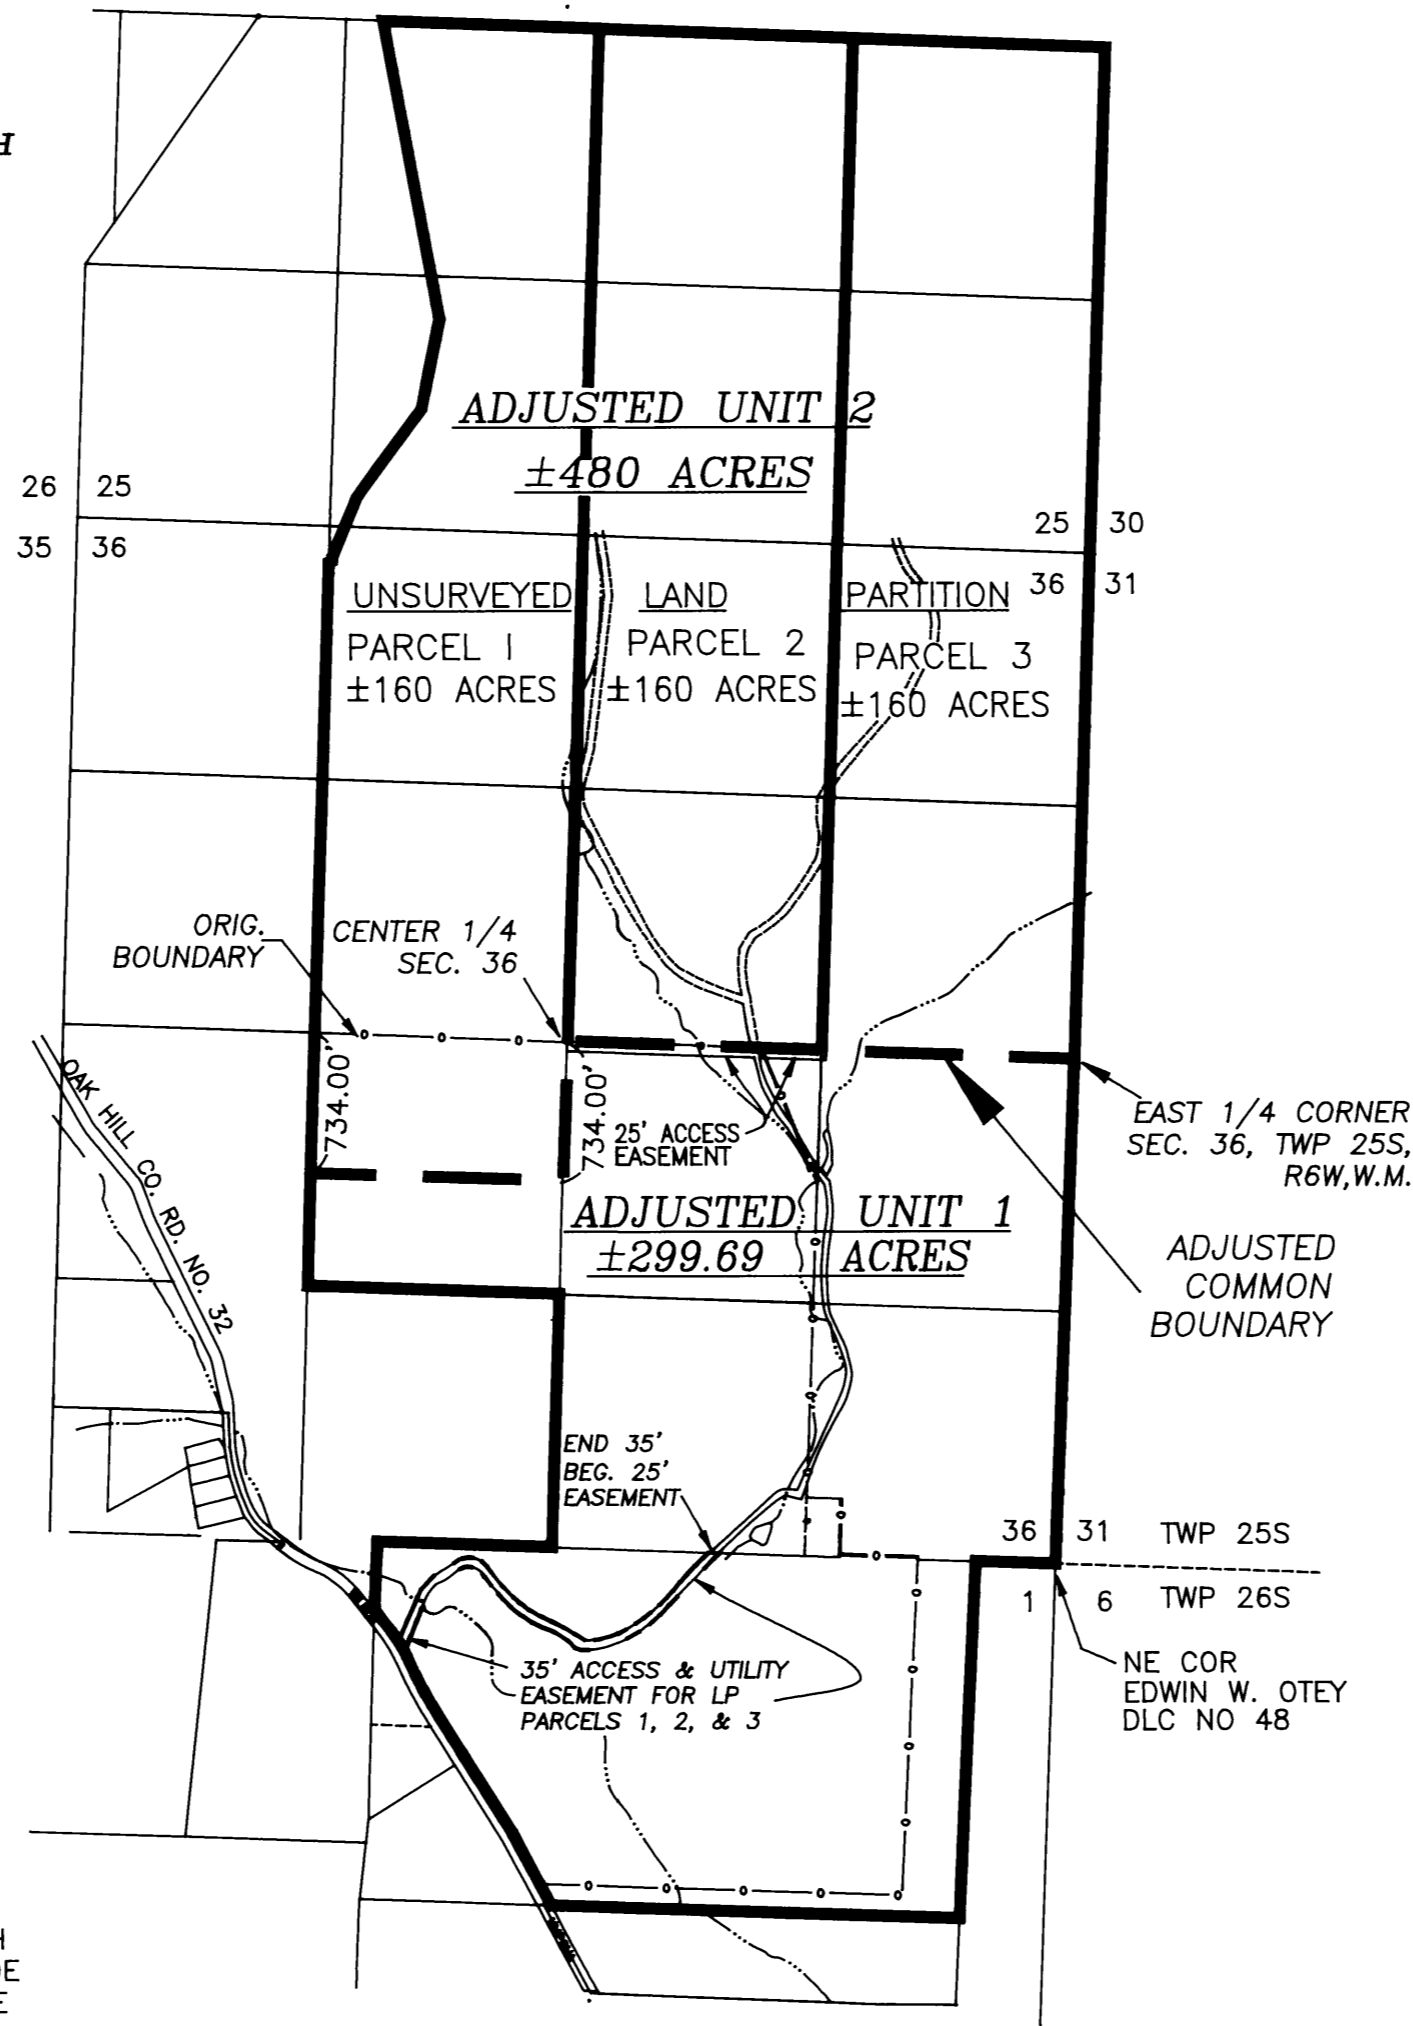 H
ADJUSTED UNIT 2
±480 ACRES
26 25
35 36
25 30
36 31
UNSURVEYED LAND PARTITION
PARCEL 1
±160 ACRES
PARCEL 2
±160 ACRES
PARCEL 3
±160 ACRES
ORIG.
BOUNDARY
CENTER 1/4
SEC. 36
734.00'
734.00'
25' ACCESS
EASEMENT
OAK HILL CO. RD. NO. 32
EAST 1/4 CORNER
SEC. 36, TWP 25S,
R6W,W.M.
ADJUSTED UNIT 1
±299.69 ACRES
ADJUSTED
COMMON
BOUNDARY
END 35'
BEG. 25'
EASEMENT
36 31 TWP 25S
1 6 TWP 26S
35' ACCESS & UTILITY
EASEMENT FOR LP
PARCELS 1, 2, & 3
NE COR
EDWIN W. OTEY
DLC NO 48
H
DE
E